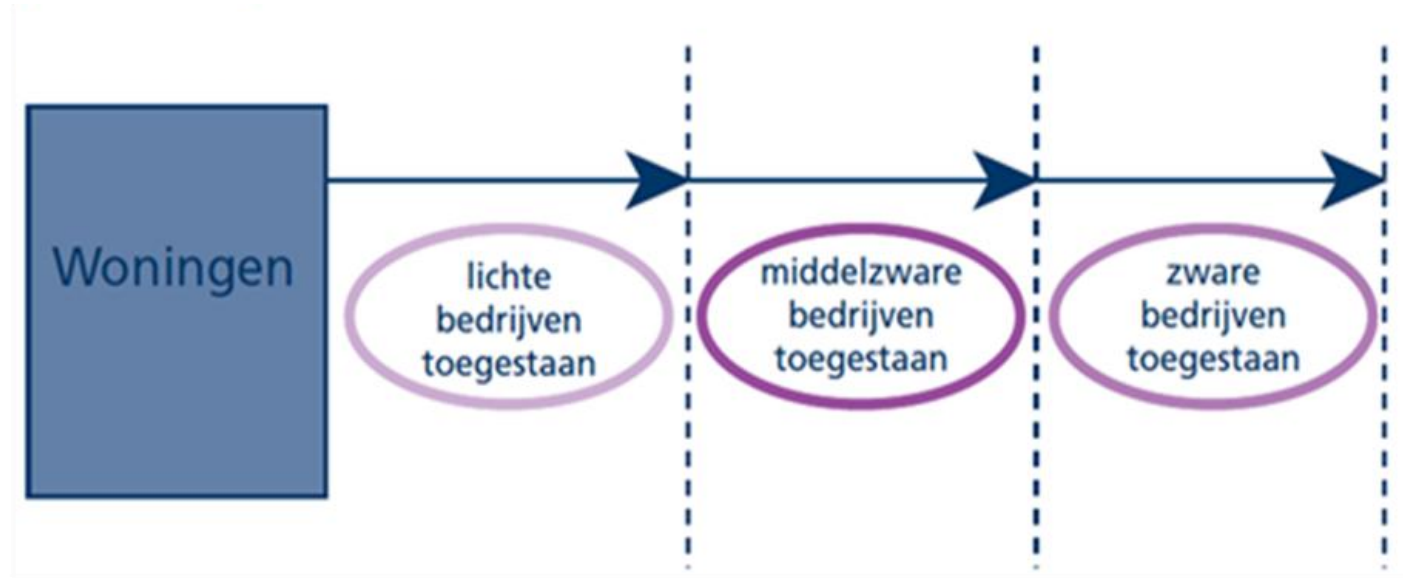 Woningen
lichte
bedrijven
toegestaan
middelzware
bedrijven
toegestaan
zware
bedrijven
toegestaan